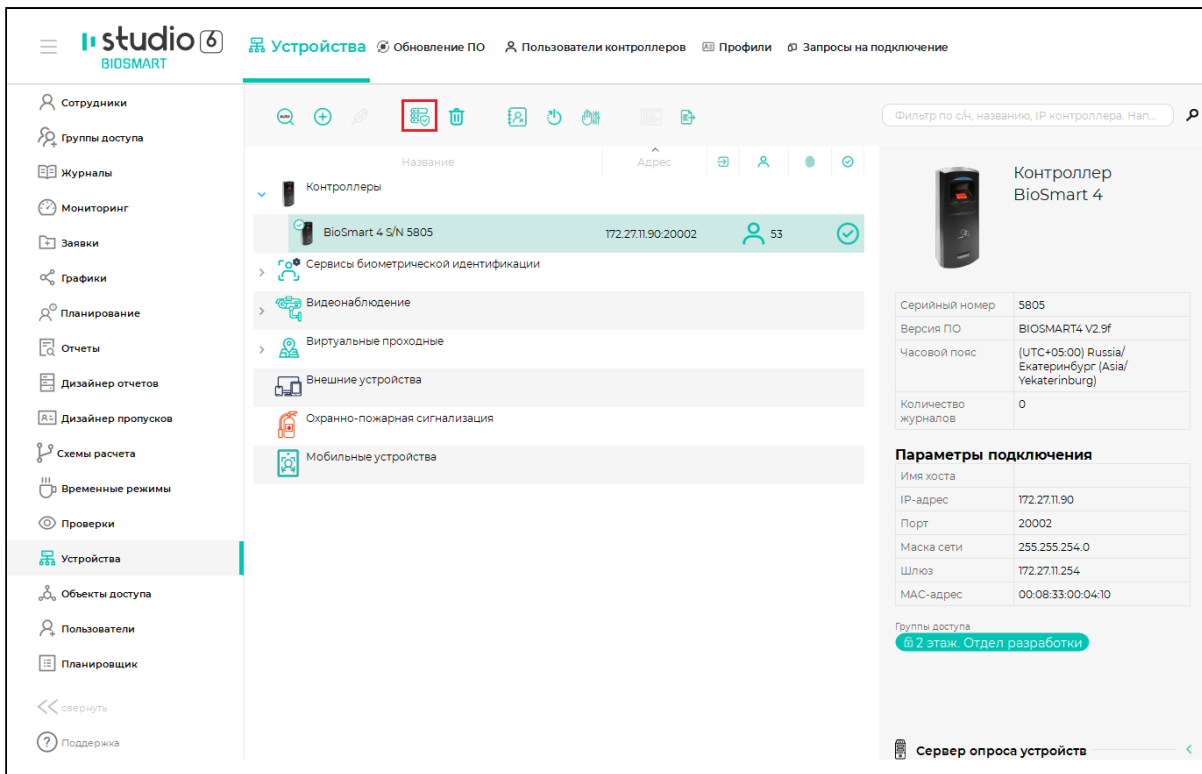 studio 6
BIOSMART
Устройства
Обновление ПО
Пользователи контроллеров
Профили
Запросы на подключение
Сотрудники
Группы доступа
Журналы
Мониторинг
Заявки
Графики
Планирование
Отчеты
Дизайнер отчетов
Дизайнер пропусков
Схемы расчета
Временные режимы
Проверки
Устройства
Объекты доступа
Пользователи
Планировщик
свернуть
Поддержка
auto
Фильтр по с/н, названию, IP контроллера. Нап...
Название
Адрес
Контроллеры
BioSmart 4 S/N 5805
172.27.11.90:20002
53
Сервисы биометрической идентификации
Видеонаблюдение
Виртуальные проходные
Внешние устройства
Охранно-пожарная сигнализация
Мобильные устройства
Контроллер
BioSmart 4
Серийный номер
5805
Версия ПО
BIOSMART4 V2.9f
Часовой пояс
(UTC+05:00) Russia/
Екатеринбург (Asia/
Yekaterinburg)
Количество
журналов
0
Параметры подключения
Имя хоста
IP-адрес
172.27.11.90
Порт
20002
Маска сети
255.255.254.0
Шлюз
172.27.11.254
MAC-адрес
00:08:33:00:04:10
Группы доступа
2 этаж. Отдел разработки
Сервер опроса устройств